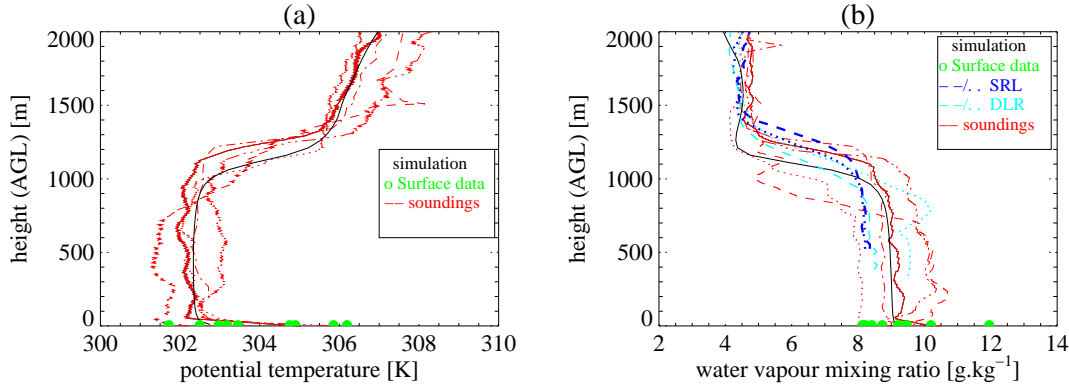 (a)
2000
1500
1000
500
0
height (AGL) [m]
simulation
o Surface data
—— soundings
300 302 304 306 308 310
potential temperature [K]
(b)
2000
1500
1000
500
0
height (AGL) [m]
simulation
o Surface data
– –/. . SRL
– –/. . DLR
—— soundings
2 4 6 8 10 12 14
water vapour mixing ratio [g.kg⁻¹]